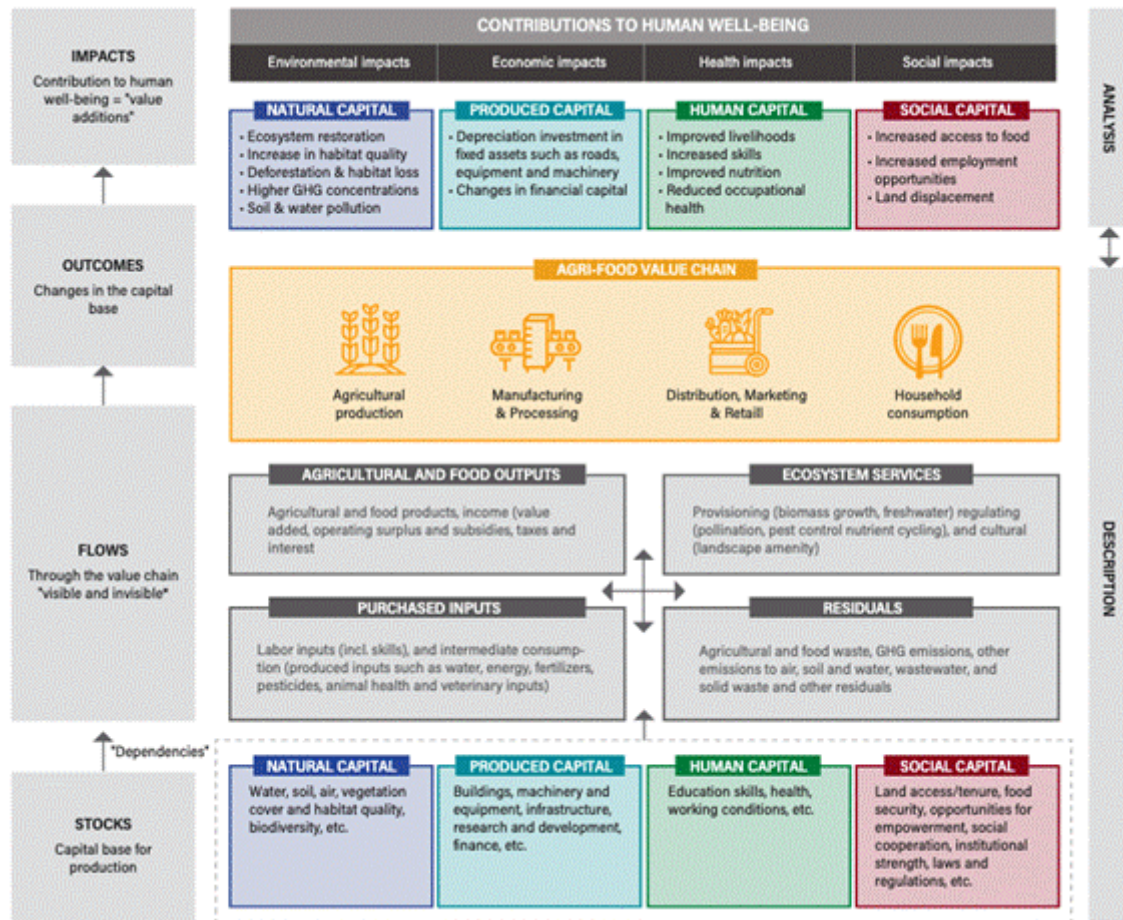 IMPACTS
Contribution to human
well-being = "value
additions"
OUTCOMES
Changes in the capital
base
FLOWS
Through the value chain
"visible and invisible"
"Dependencies"
STOCKS
Capital base for
production
CONTRIBUTIONS TO HUMAN WELL-BEING
Environmental impacts
Economic impacts
Health impacts
Social impacts
NATURAL CAPITAL
• Ecosystem restoration
• Increase in habitat quality
• Deforestation & habitat loss
• Higher GHG concentrations
• Soil & water pollution
PRODUCED CAPITAL
• Depreciation investment in
fixed assets such as roads,
equipment and machinery
• Changes in financial capital
HUMAN CAPITAL
• Improved livelihoods
• Increased skills
• Improved nutrition
• Reduced occupational
health
SOCIAL CAPITAL
• Increased access to food
• Increased employment
opportunities
• Land displacement
AGRI-FOOD VALUE CHAIN
Agricultural
production
Manufacturing
& Processing
Distribution, Marketing
& Retaill
Household
consumption
AGRICULTURAL AND FOOD OUTPUTS
Agricultural and food products, income (value
added, operating surplus and subsidies, taxes and
interest
ECOSYSTEM SERVICES
Provisioning (biomass growth, freshwater) regulating
(pollination, pest control nutrient cycling), and cultural
(landscape amenity)
PURCHASED INPUTS
Labor inputs (incl. skills), and intermediate consump-
tion (produced inputs such as water, energy, fertilizers,
pesticides, animal health and veterinary inputs)
RESIDUALS
Agricultural and food waste, GHG emissions, other
emissions to air, soil and water, wastewater, and
solid waste and other residuals
NATURAL CAPITAL
Water, soil, air, vegetation
cover and habitat quality,
biodiversity, etc.
PRODUCED CAPITAL
Buildings, machinery and
equipment, infrastructure,
research and development,
finance, etc.
HUMAN CAPITAL
Education skills, health,
working conditions, etc.
SOCIAL CAPITAL
Land access/tenure, food
security, opportunities for
empowerment, social
cooperation, institutional
strength, laws and
regulations, etc.
ANALYSIS
DESCRIPTION